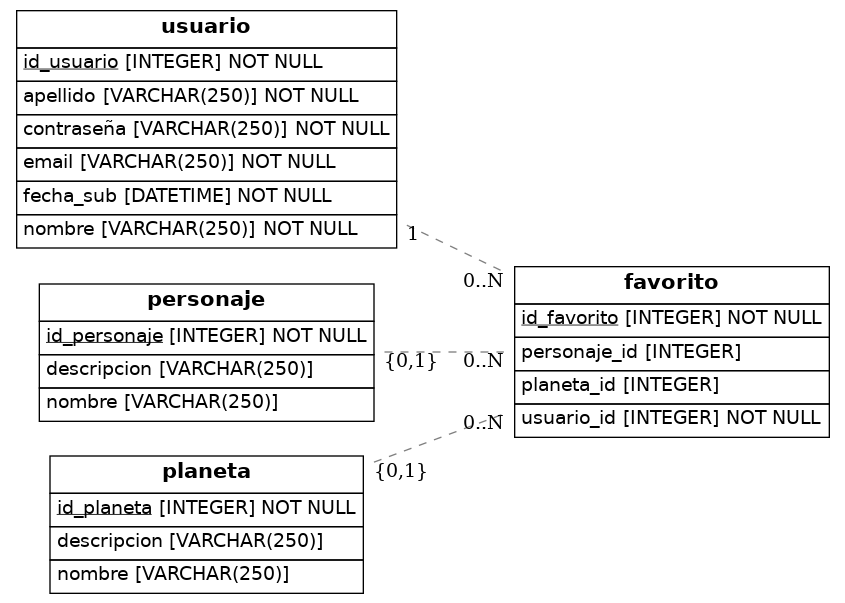 usuario
id_usuario [INTEGER] NOT NULL
apellido [VARCHAR(250)] NOT NULL
contraseña [VARCHAR(250)] NOT NULL
email [VARCHAR(250)] NOT NULL
fecha_sub [DATETIME] NOT NULL
nombre [VARCHAR(250)] NOT NULL
1
0..N
personaje
id_personaje [INTEGER] NOT NULL
descripcion [VARCHAR(250)]
nombre [VARCHAR(250)]
{0,1}
0..N
planeta
id_planeta [INTEGER] NOT NULL
descripcion [VARCHAR(250)]
nombre [VARCHAR(250)]
{0,1}
0..N
favorito
id_favorito [INTEGER] NOT NULL
personaje_id [INTEGER]
planeta_id [INTEGER]
usuario_id [INTEGER] NOT NULL